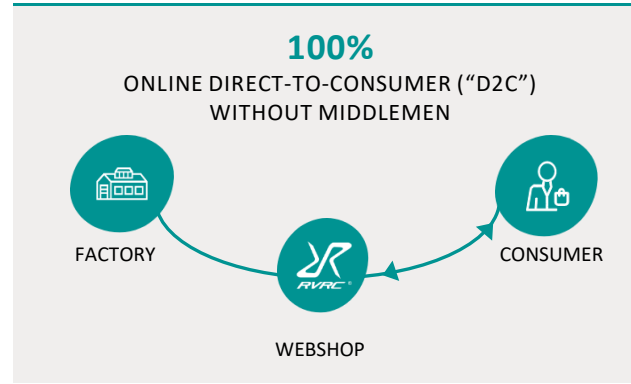 100%
ONLINE DIRECT-TO-CONSUMER (“D2C”)
WITHOUT MIDDLEMEN
FACTORY
CONSUMER
RVRC
WEBSHOP